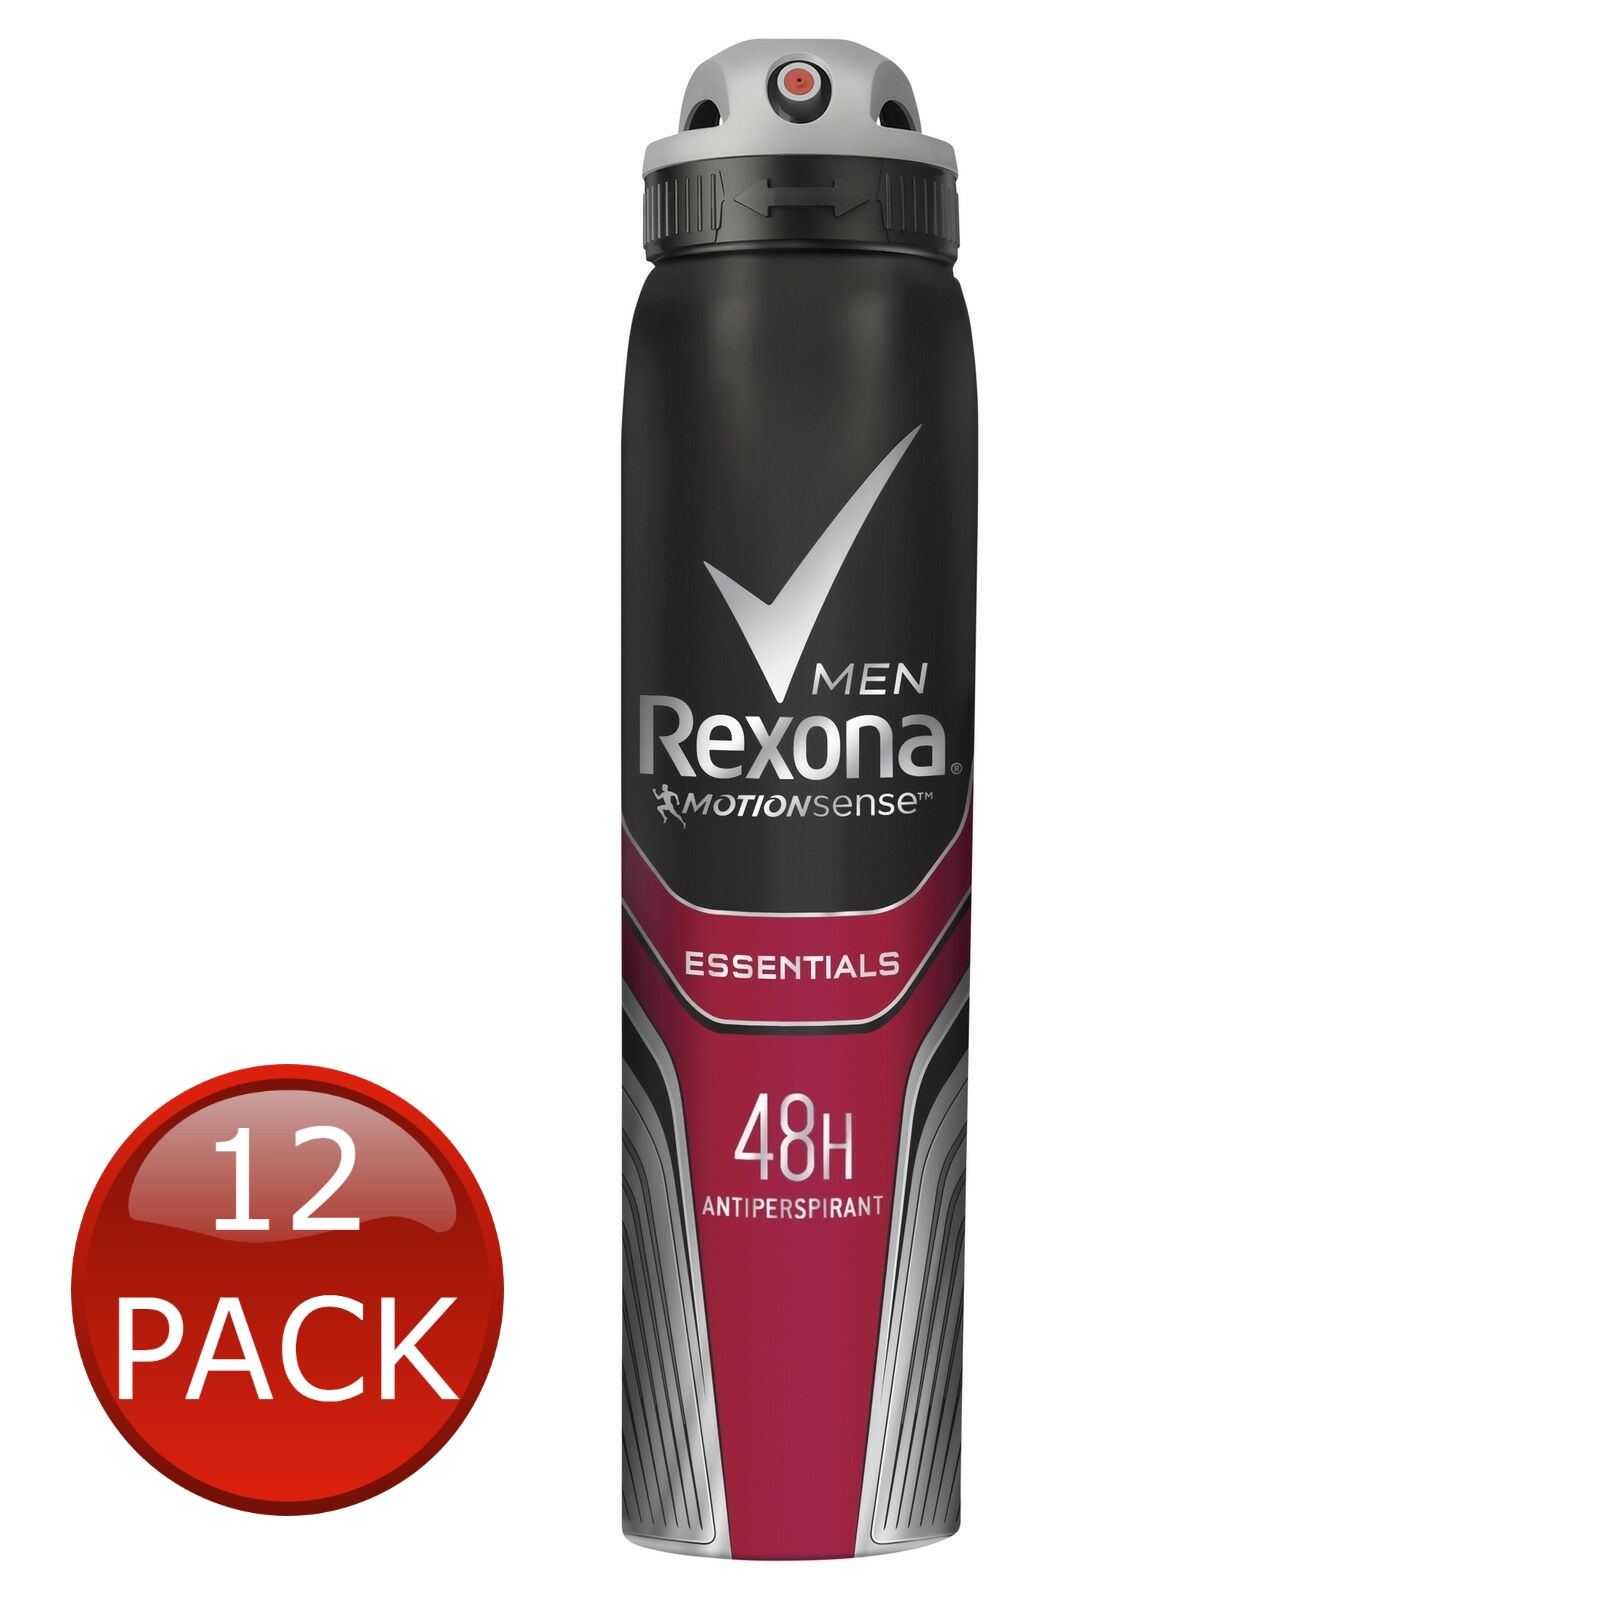 MEN
Rexona®
MOTIONsense™
ESSENTIALS
48H
ANTIPERSPIRANT
12
PACK